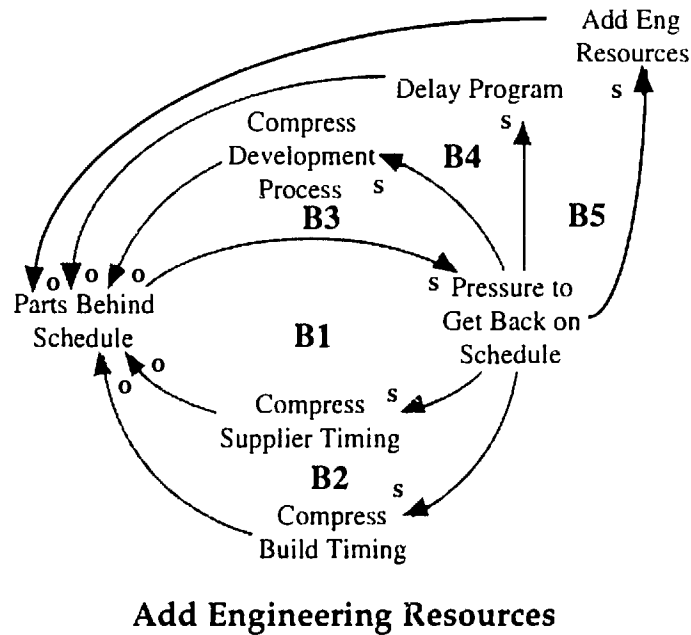 Add Eng
Resources
s
Delay Program
s
Compress
Development
Process s
B4
B5
B3
o o o
Parts Behind
Schedule
s Pressure to
Get Back on
Schedule
B1
o
o
Compress s
Supplier Timing
B2
s
Compress
Build Timing
Add Engineering Resources